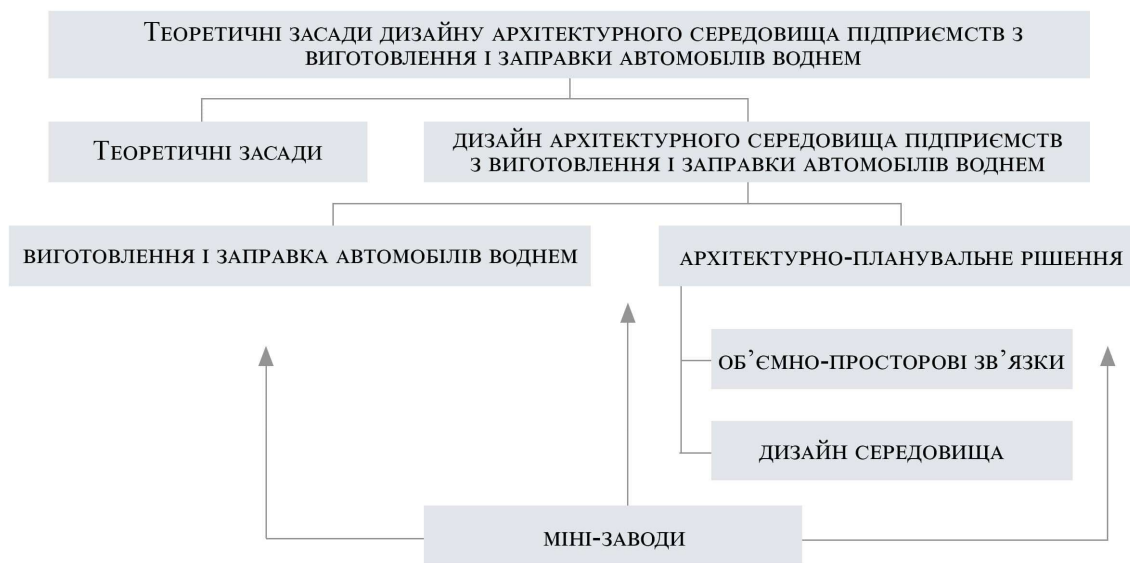 Теоретичні засади дизайну архітектурного середовища підприємств з
виготовлення і заправки автомобілів воднем
Теоретичні засади
дизайн архітектурного середовища підприємств
з виготовлення і заправки автомобілів воднем
виготовлення і заправка автомобілів воднем
архітектурно-планувальне рішення
об’ємно-просторові зв’язки
дизайн середовища
міні-заводи